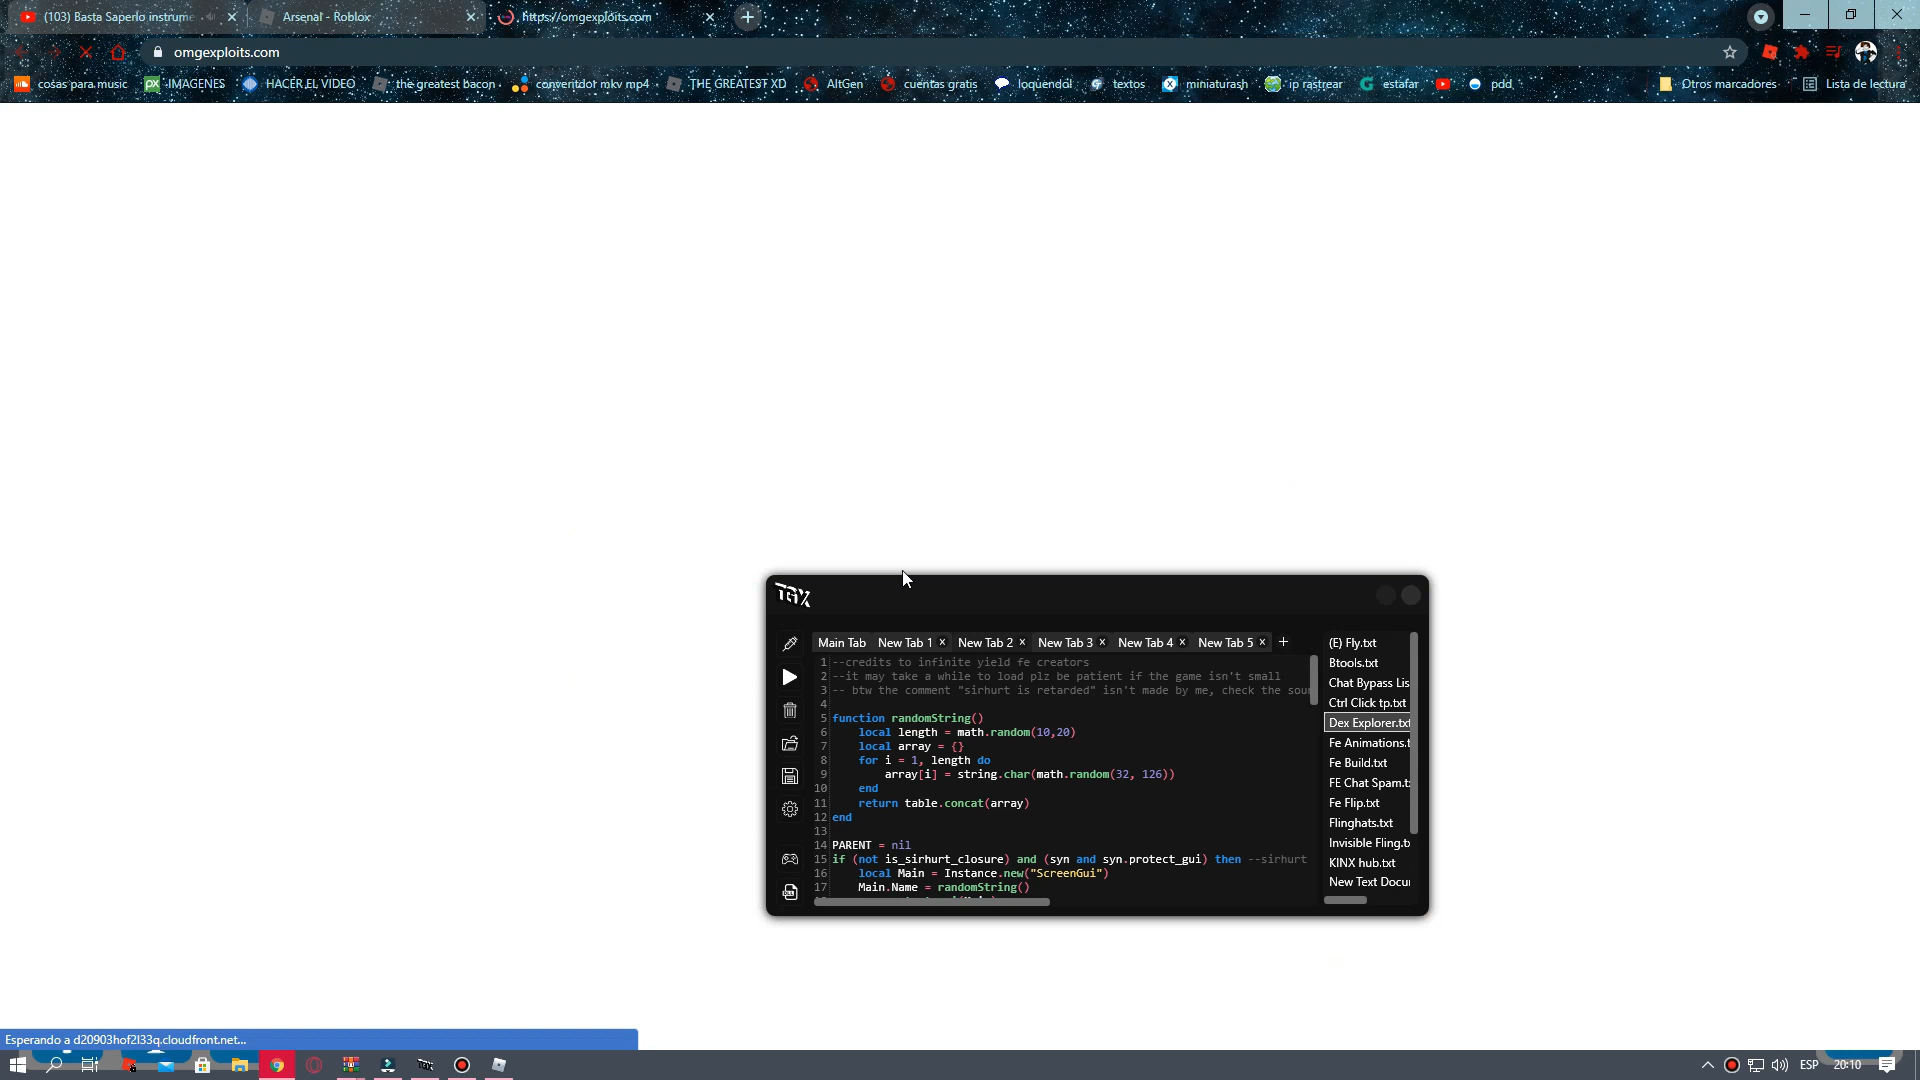 (103) Basta Saperlo instrume
Arsenal - Roblox
https://omgexploits.com
omgexploits.com
cosas para music
IMAGENES
HACER EL VIDEO
the greatest bacon
convertidor mkv mp4
THE GREATEST XD
AltGen
cuentas gratis
loquendol
textos
miniaturash
ip rastrear
estafar
pdd
Otros marcadores
Lista de lectura
TGX
Main Tab
New Tab 1
New Tab 2
New Tab 3
New Tab 4
New Tab 5
1 --credits to infinite yield fe creators
2 --it may take a while to load plz be patient if the game isn't small
3 -- btw the comment "sirhurt is retarded" isn't made by me, check the sou
4
5 function randomString()
6 local length = math.random(10,20)
7 local array = {}
8 for i = 1, length do
9 array[i] = string.char(math.random(32, 126))
10 end
11 return table.concat(array)
12 end
13
14 PARENT = nil
15 if (not is_sirhurt_closure) and (syn and syn.protect_gui) then --sirhurt
16 local Main = Instance.new("ScreenGui")
17 Main.Name = randomString()
(E) Fly.txt
Btools.txt
Chat Bypass Lis
Ctrl Click tp.txt
Dex Explorer.txt
Fe Animations.t
Fe Build.txt
FE Chat Spam.t
Fe Flip.txt
Flinghats.txt
Invisible Fling.t
KINX hub.txt
New Text Docu
Esperando a d20903hof2l33q.cloudfront.net...
ESP
20:10